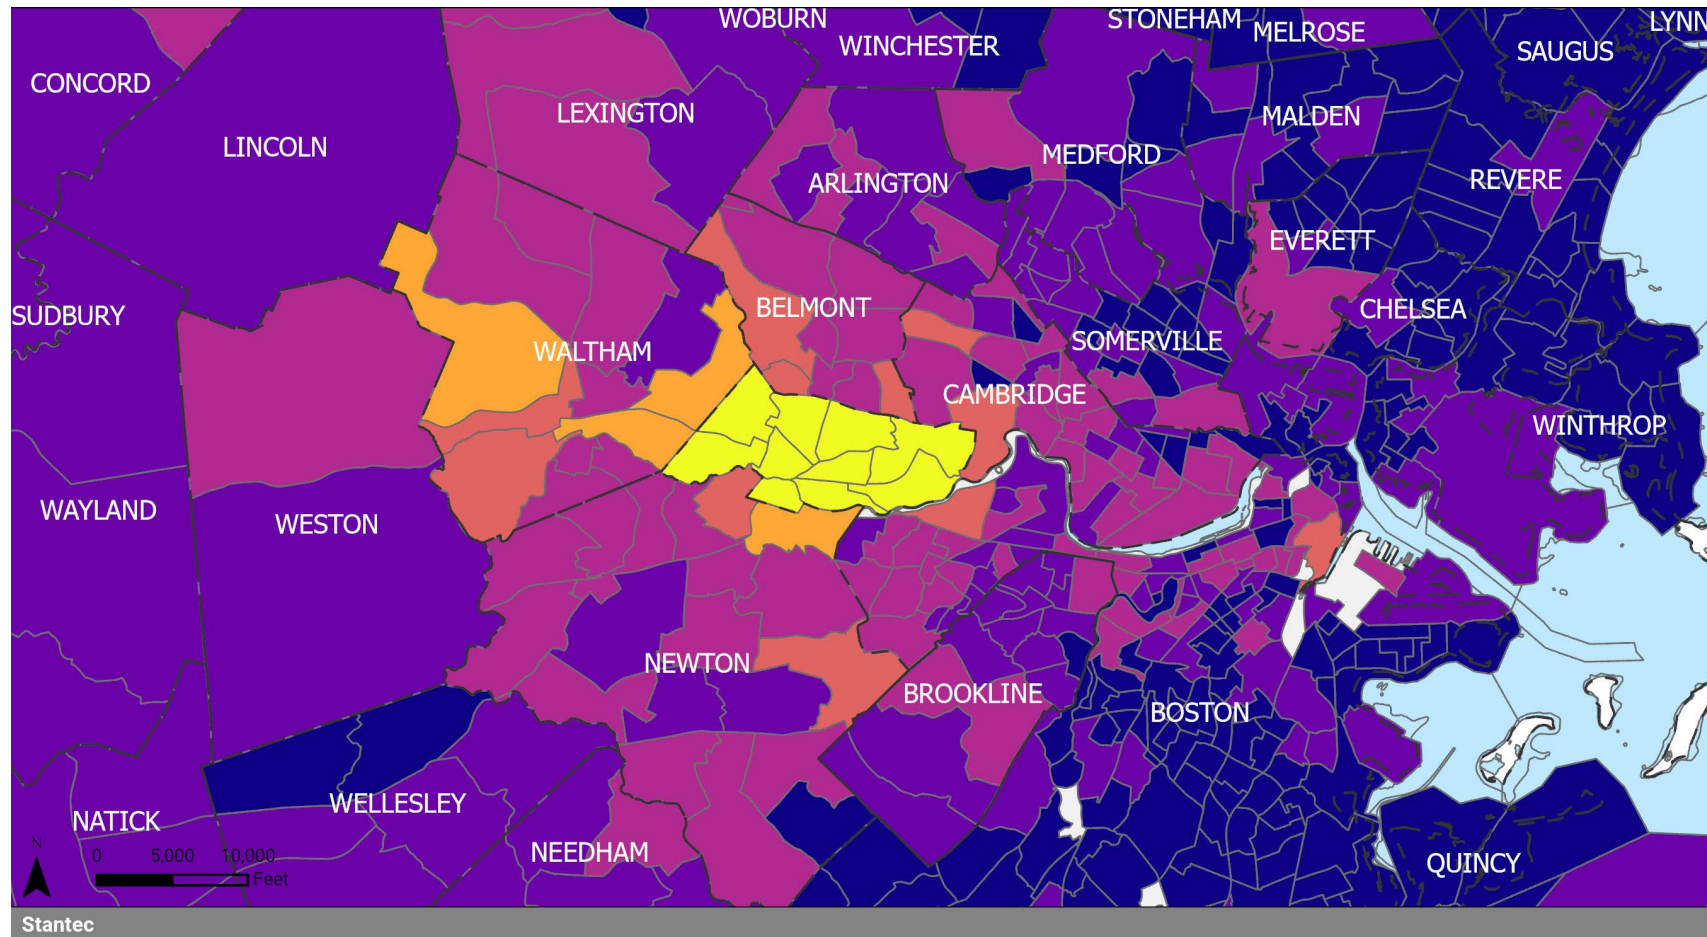 WOBURN
STONEHAM
MELROSE
LYNN
WINCHESTER
SAUGUS
CONCORD
LEXINGTON
MALDEN
LINCOLN
MEDFORD
ARLINGTON
REVERE
EVERETT
SUDBURY
BELMONT
CHELSEA
WALTHAM
SOMERVILLE
CAMBRIDGE
WINTHROP
WAYLAND
WESTON
NEWTON
BROOKLINE
BOSTON
WELLESLEY
NATICK
NEEDHAM
QUINCY
N
0 5,000 10,000
Feet
Stantec